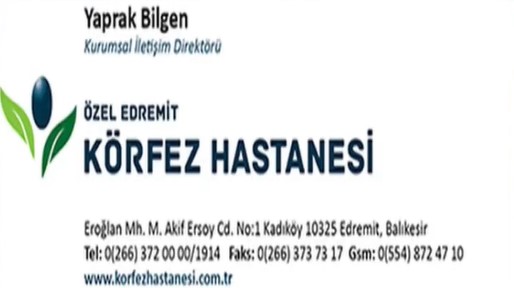 Yaprak Bilgen
Kurumsal İletişim Direktörü
ÖZEL EDREMİT
KÖRFEZ HASTANESİ
Eroğlan Mh. M. Akif Ersoy Cd. No:1 Kadıköy 10325 Edremit, Balıkesir
Tel: 0(266) 372 00 00/1914 Faks: 0(266) 373 73 17 Gsm: 0(554) 872 47 10
www.korfezhastanesi.com.tr